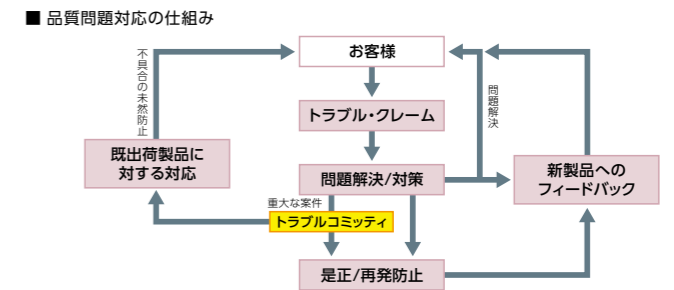 ■ 品質問題対応の仕組み
お客様
不具合の未然防止
問題解決
トラブル・クレーム
既出荷製品に
対する対応
問題解決/対策
新製品への
フィードバック
重大な案件
トラブルコミッティ
是正/再発防止